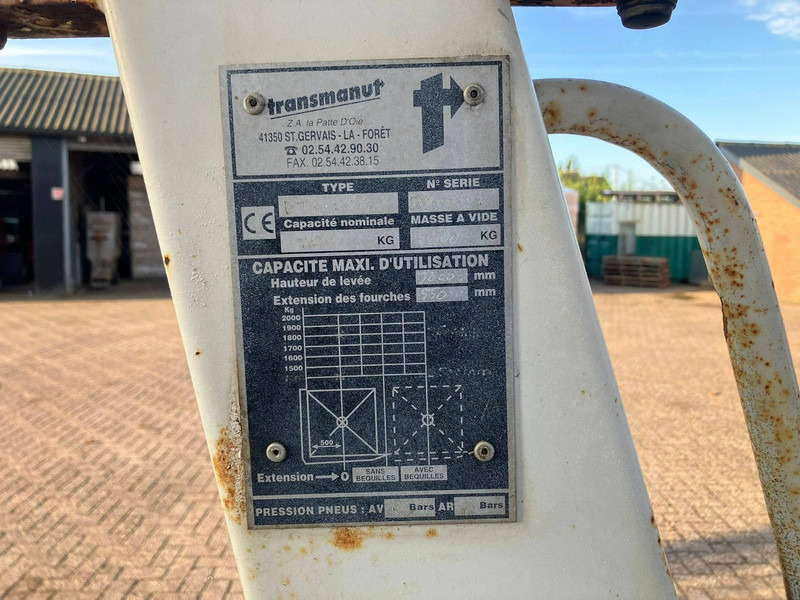 transmanut
Z.A. la Patte D'Oie
41350 ST.GERVAIS - LA - FORÊT
☎ 02.54.42.90.30
FAX. 02.54.42.38.15
TYPE N° SERIE
CE
Capacité nominale MASSE A VIDE
KG KG
CAPACITE MAXI. D'UTILISATION
Hauteur de levée mm
Extension des fourches 550 mm
Kg
2000
1900
1800
1700
1600
1500
500
Extension → 0 SANS BEQUILLES AVEC BEQUILLES
PRESSION PNEUS : AV Bars AR Bars